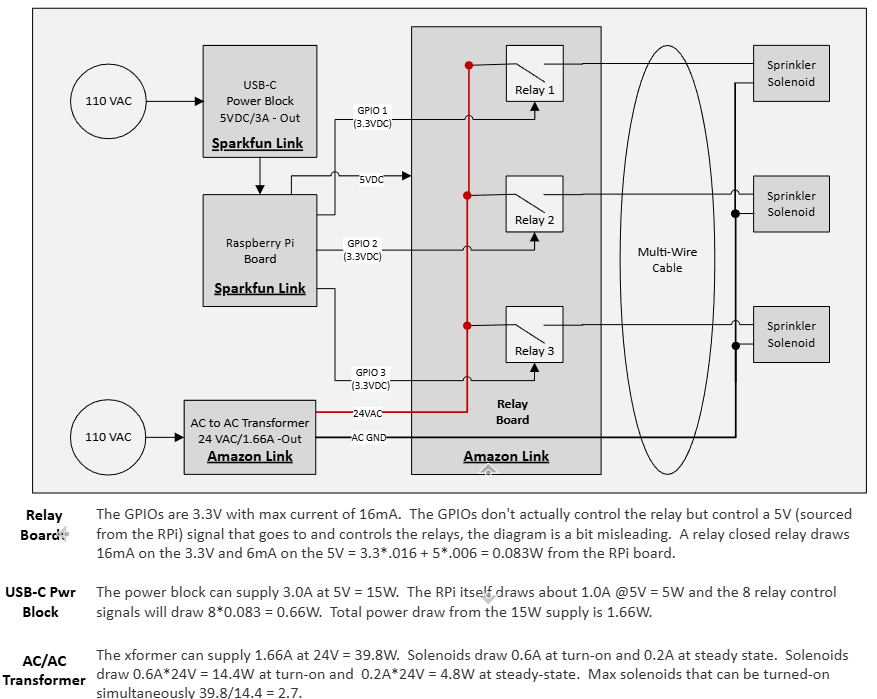 110 VAC
USB-C
Power Block
5VDC/3A - Out
Sparkfun Link
GPIO 1
(3.3VDC)
5VDC
Raspberry Pi
Board
Sparkfun Link
GPIO 2
(3.3VDC)
GPIO 3
(3.3VDC)
110 VAC
AC to AC Transformer
24 VAC/1.66A -Out
Amazon Link
24VAC
AC GND
Relay 1
Relay 2
Relay 3
Relay
Board
Amazon Link
Multi-Wire
Cable
Sprinkler
Solenoid
Sprinkler
Solenoid
Sprinkler
Solenoid
Relay
Board:
The GPIOs are 3.3V with max current of 16mA. The GPIOs don't actually control the relay but control a 5V (sourced
from the RPi) signal that goes to and controls the relays, the diagram is a bit misleading. A relay closed relay draws
16mA on the 3.3V and 6mA on the 5V = 3.3*.016 + 5*.006 = 0.083W from the RPi board.
USB-C Pwr
Block
The power block can supply 3.0A at 5V = 15W. The RPi itself draws about 1.0A @5V = 5W and the 8 relay control
signals will draw 8*0.083 = 0.66W. Total power draw from the 15W supply is 1.66W.
AC/AC
Transformer
The xformer can supply 1.66A at 24V = 39.8W. Solenoids draw 0.6A at turn-on and 0.2A at steady state. Solenoids
draw 0.6A*24V = 14.4W at turn-on and 0.2A*24V = 4.8W at steady-state. Max solenoids that can be turned-on
simultaneously 39.8/14.4 = 2.7.